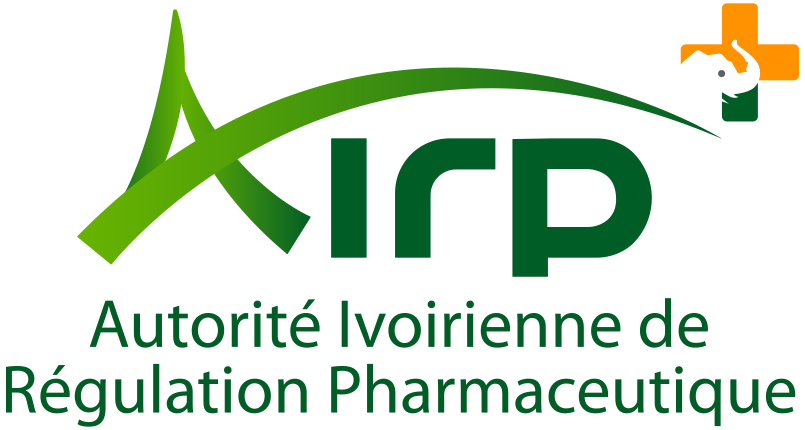 AIRP
Autorité Ivoirienne de
Régulation Pharmaceutique